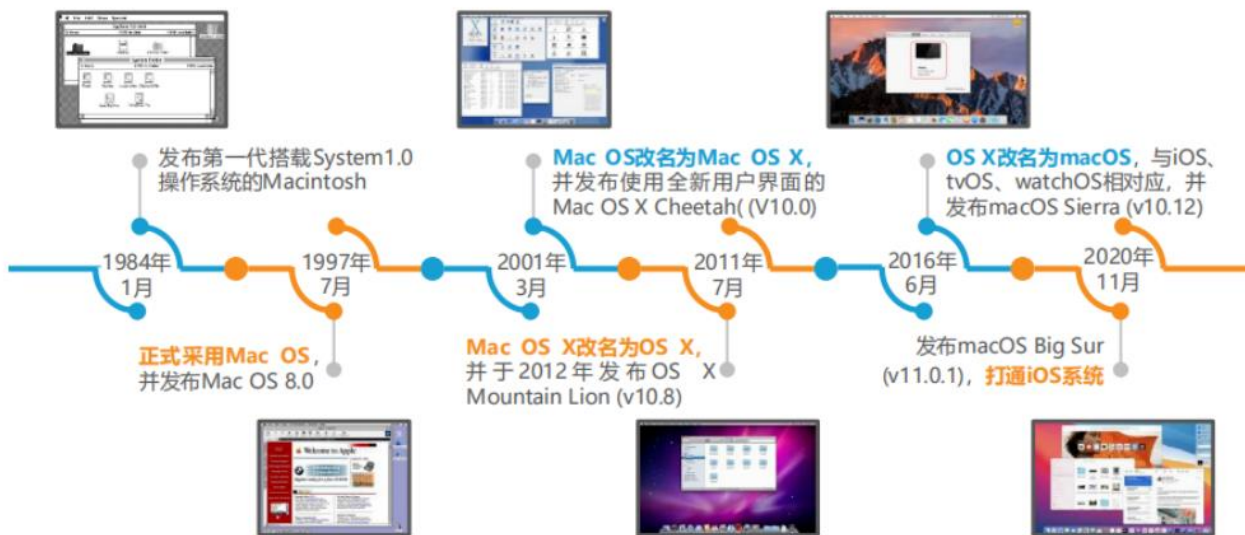 发布第一代搭载System1.0
操作系统的Macintosh
Mac OS改名为Mac OS X，
并发布使用全新用户界面的
Mac OS X Cheetah( (V10.0)
OS X改名为macOS，与iOS、
tvOS、watchOS相对应，并
发布macOS Sierra (v10.12)
1984年
1月
1997年
7月
2001年
3月
2011年
7月
2016年
6月
2020年
11月
正式采用Mac OS，
并发布Mac OS 8.0
Mac OS X改名为OS X，
并于2012年发布OS X
Mountain Lion (v10.8)
发布macOS Big Sur
(v11.0.1)，打通iOS系统
Welcome to Apple